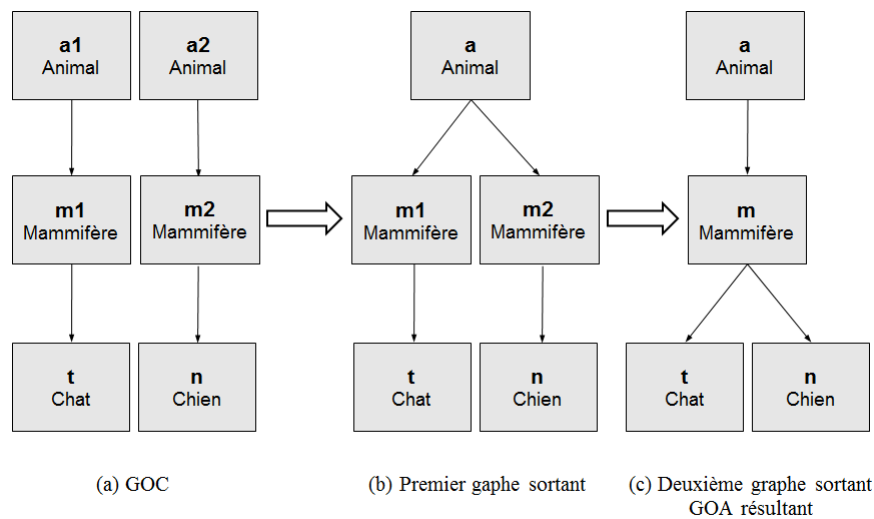 a1
Animal
a2
Animal
a
Animal
a
Animal
m1
Mammifère
m2
Mammifère
m1
Mammifère
m2
Mammifère
m
Mammifère
t
Chat
n
Chien
t
Chat
n
Chien
t
Chat
n
Chien
(a) GOC
(b) Premier gaphe sortant
(c) Deuxième graphe sortant
GOA résultant